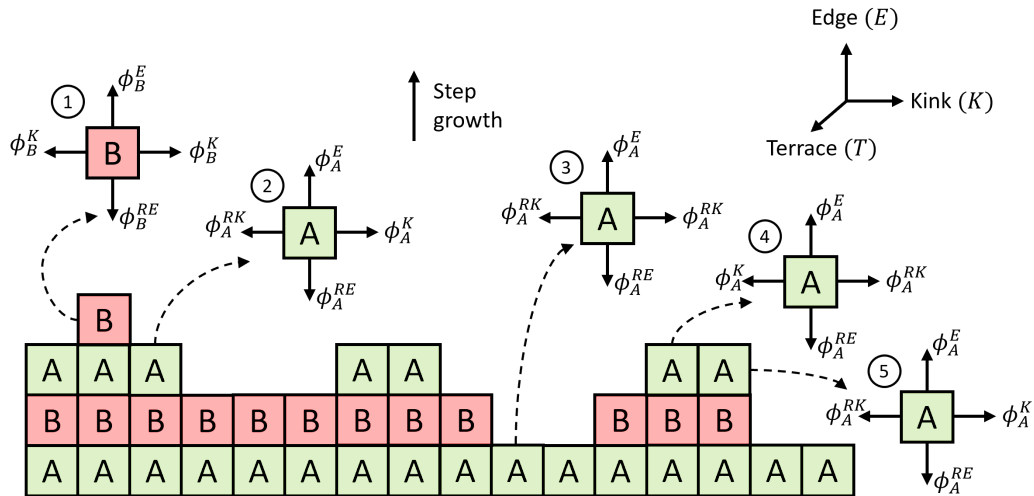 Edge (E)
Kink (K)
Terrace (T)
Step
growth
1
ϕ_B^E
ϕ_B^K B ϕ_B^K
ϕ_B^{RE}
2
ϕ_A^E
ϕ_A^{RK} A ϕ_A^K
ϕ_A^{RE}
3
ϕ_A^E
ϕ_A^{RK} A ϕ_A^{RK}
ϕ_A^{RE}
4
ϕ_A^E
ϕ_A^K A ϕ_A^{RK}
ϕ_A^{RE}
5
ϕ_A^E
ϕ_A^{RK} A ϕ_A^K
ϕ_A^{RE}
B
A A A A A A A
B B B B B B B B B B B B
A A A A A A A A A A A A A A A A